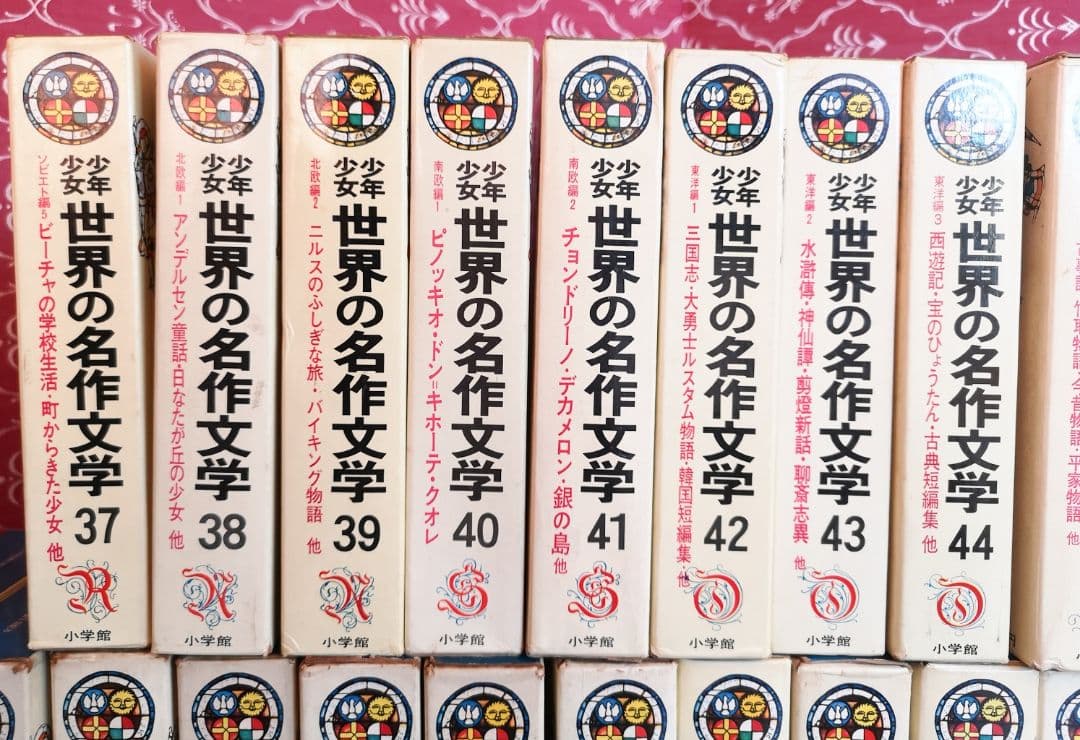 少年少女 世界の名作文学 37
ソビエト編5 ビーチャの学校生活・町からきた少女 他
R
小学館
少年少女 世界の名作文学 38
北欧編1 アンデルセン童話・日なたが丘の少女 他
N
小学館
少年少女 世界の名作文学 39
北欧編2 ニルスのふしぎな旅・バイキング物語 他
N
小学館
少年少女 世界の名作文学 40
南欧編1 ピノッキオ・ドン=キホーテ・クオレ
S
小学館
少年少女 世界の名作文学 41
南欧編2 チョンドリーノ・デカメロン・銀の島 他
S
小学館
少年少女 世界の名作文学 42
東洋編1 三国志・大勇士ルスタム物語・韓国短編集・他
O
小学館
少年少女 世界の名作文学 43
東洋編2 水滸傳・神仙譚・剪燈新話・聊斎志異 他
O
小学館
少年少女 世界の名作文学 44
東洋編3 西遊記・宝のひょうたん・古典短編集 他
O
小学館
物語・今昔物語・平家物語